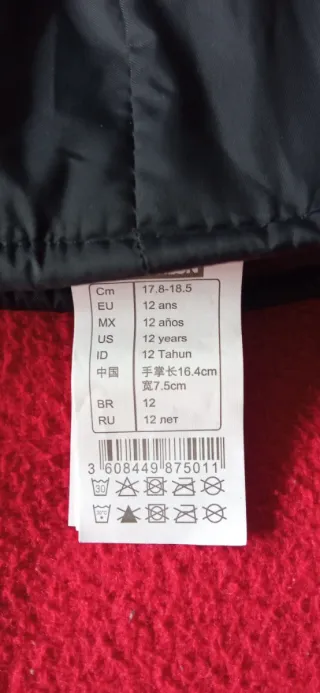 Cm 17.8-18.5
EU 12 ans
MX 12 años
US 12 years
ID 12 Tahun
中国 手掌长16.4cm
宽7.5cm
BR 12
RU 12 лет
3 608449 875011
30